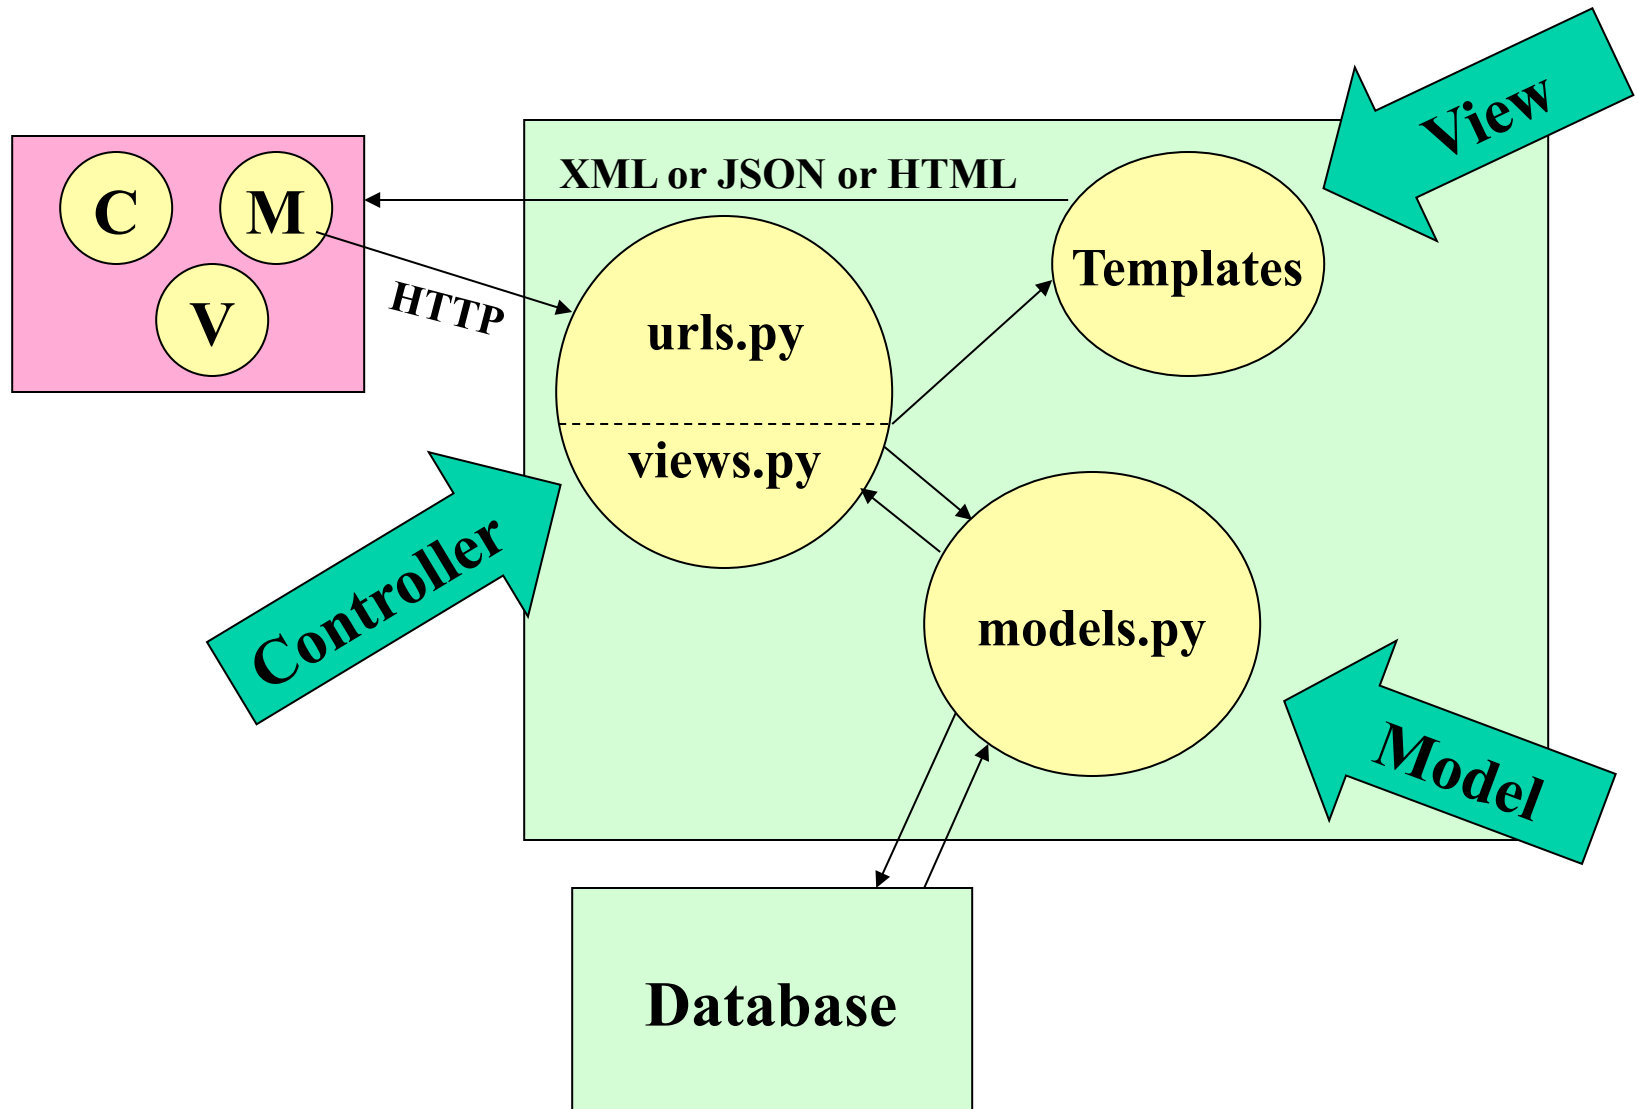 View
XML or JSON or HTML
C
M
V
HTTP
Templates
urls.py
views.py
Controller
models.py
Model
Database